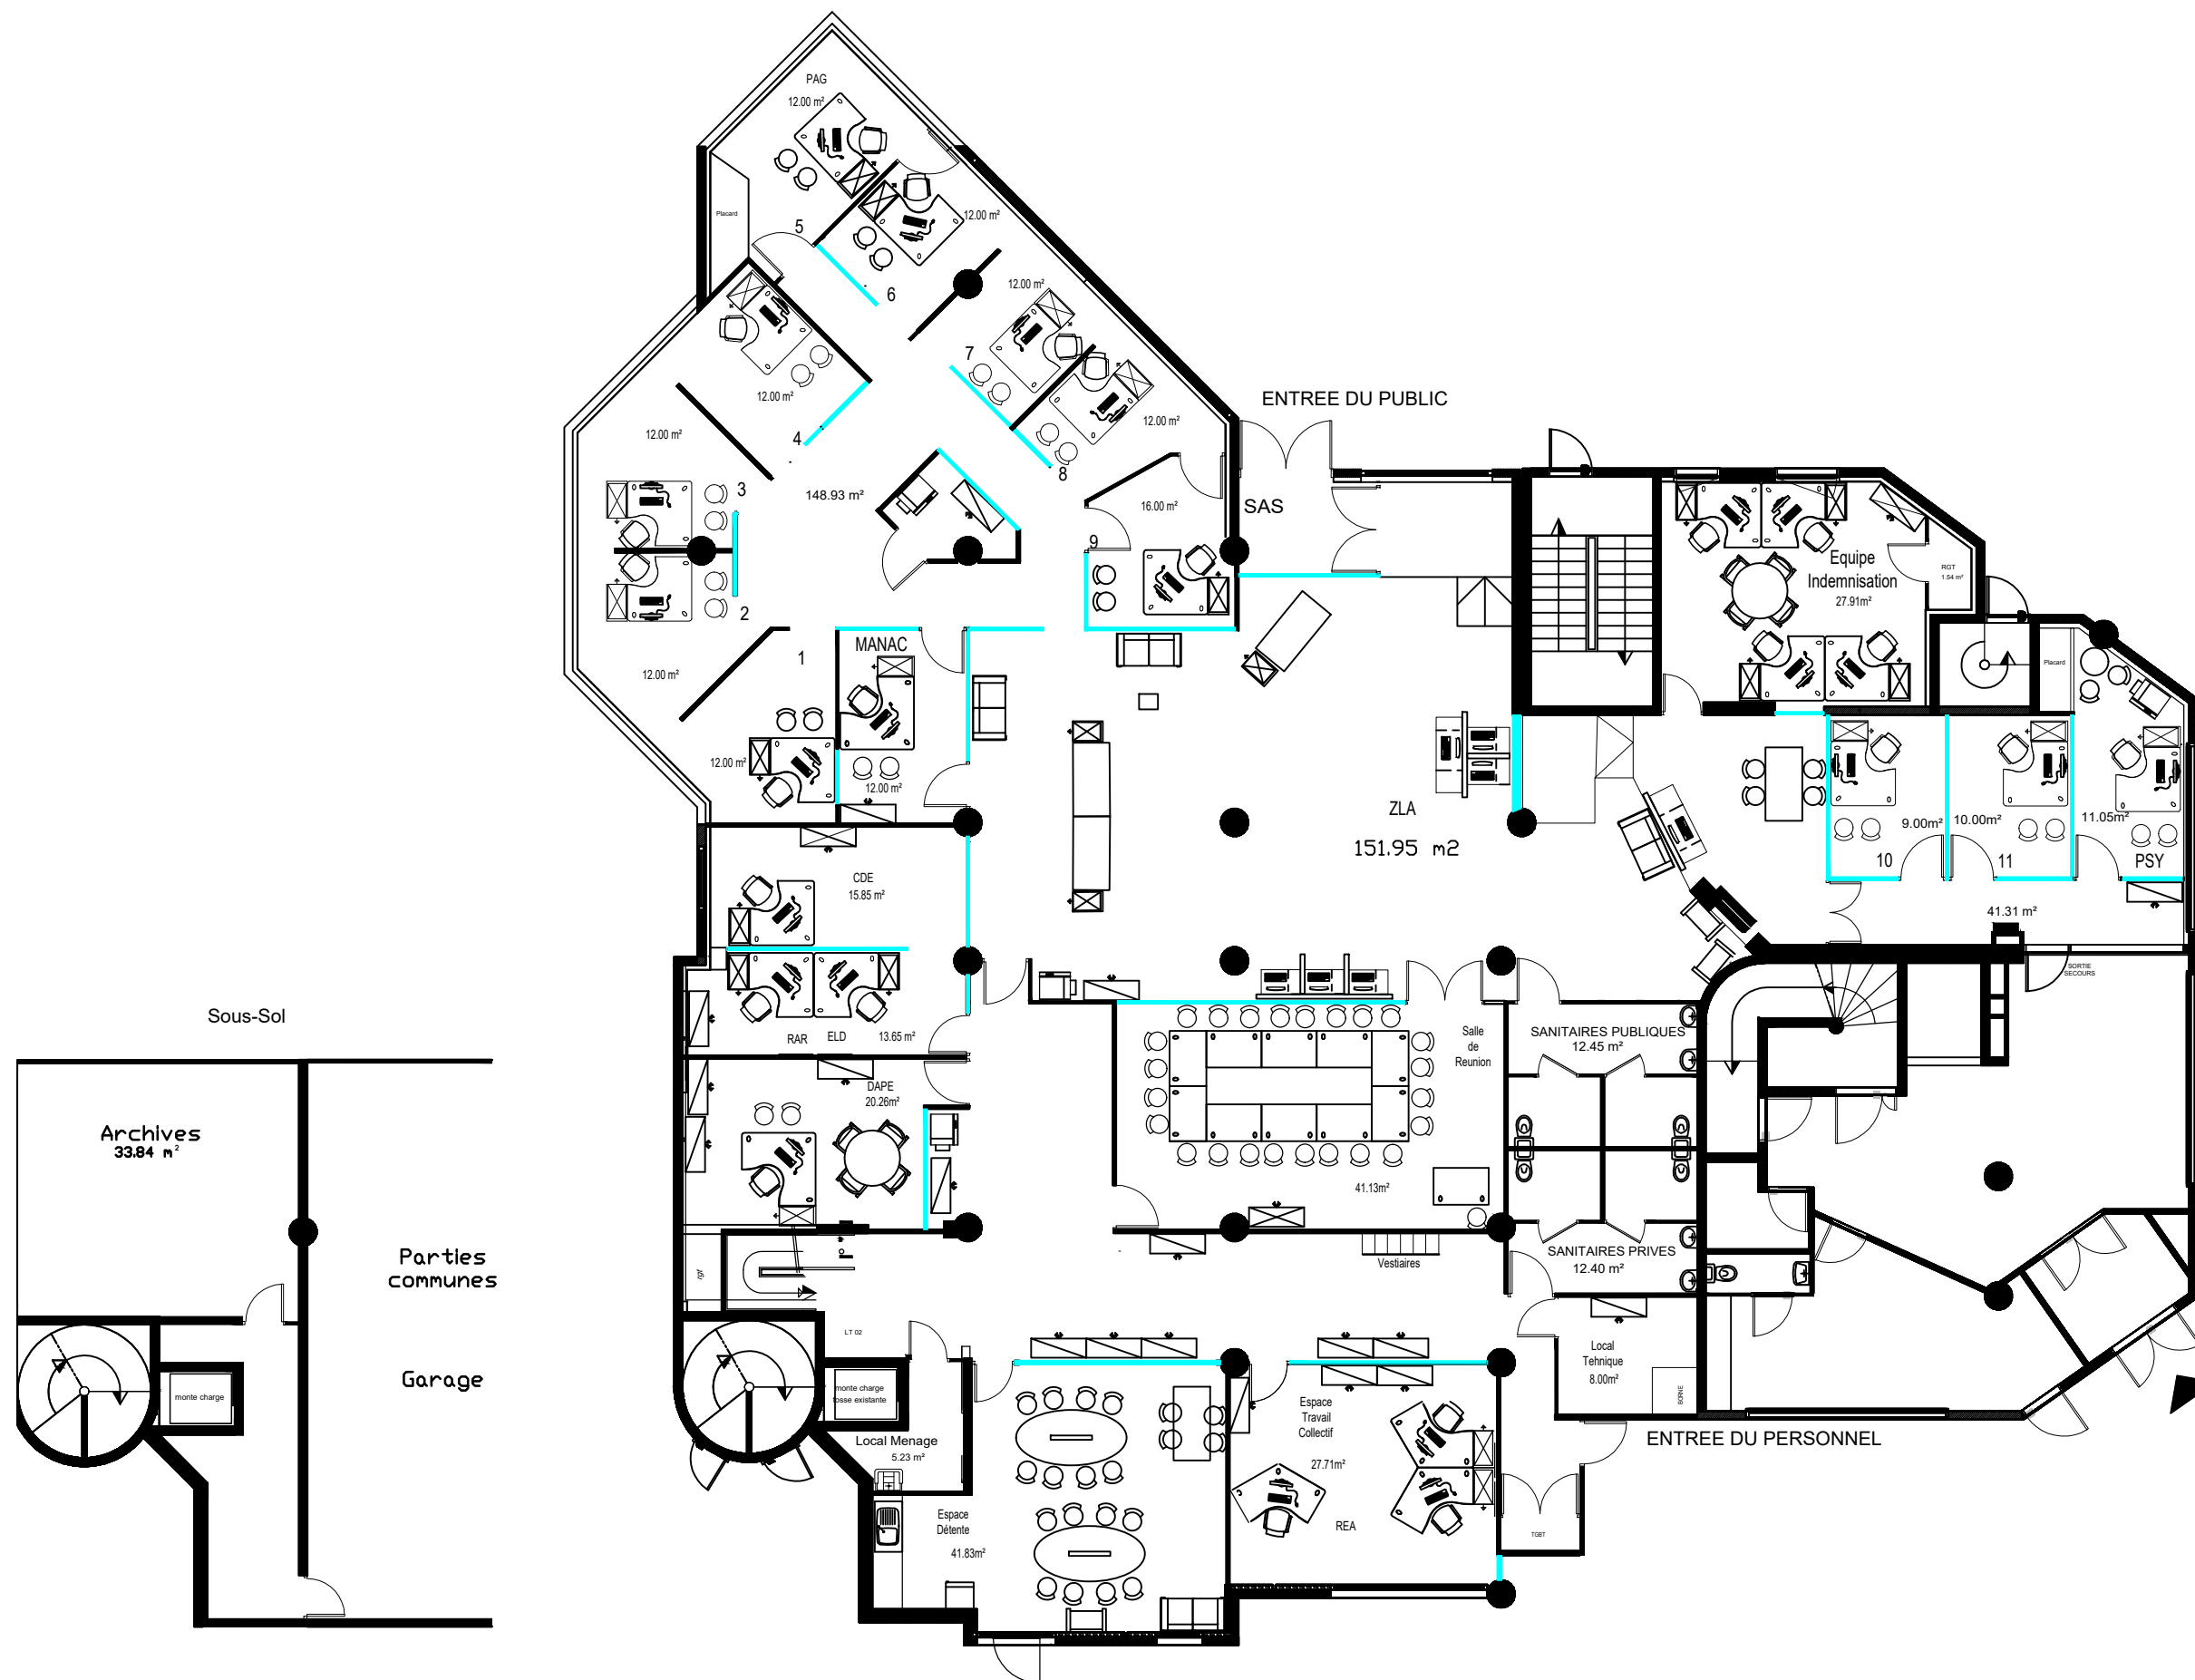 PAG
12.00 m²
Placard
5
12.00 m²
6
12.00 m²
7
12.00 m²
4
12.00 m²
12.00 m²
8
3
148.93 m²
16.00 m²
9
2
1
12.00 m²
MANAC
12.00 m²
12.00 m²
ENTREE DU PUBLIC
SAS
Equipe
Indemnisation
27.91m²
RGT
1.54 m²
Placard
ZLA
151.95 m2
9.00m²
10
10.00m²
11
11.05m²
PSY
41.31 m²
SORTIE
SECOURS
CDE
15.85 m²
RAR
ELD
13.65 m²
DAPE
20.26m²
Salle
de
Reunion
41.13m²
SANITAIRES PUBLIQUES
12.45 m²
SANITAIRES PRIVES
12.40 m²
Vestiaires
rgt
LT 02
monte charge
fosse existante
Local Menage
5.23 m²
Espace
Détente
41.83m²
Espace
Travail
Collectif
27.71m²
REA
Local
Tehnique
8.00m²
BORNE
TGBT
ENTREE DU PERSONNEL
Sous-Sol
Archives
33.84 m²
Parties
communes
Garage
monte charge